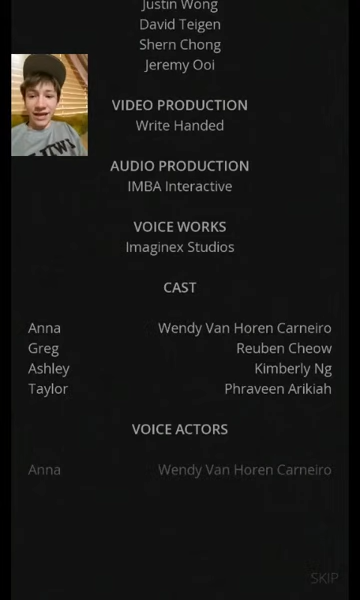 Justin Wong
David Teigen
Shern Chong
Jeremy Ooi
VIDEO PRODUCTION
Write Handed
AUDIO PRODUCTION
IMBA Interactive
VOICE WORKS
Imaginex Studios
CAST
Anna Wendy Van Horen Carneiro
Greg Reuben Cheow
Ashley Kimberly Ng
Taylor Phraveen Arikiah
VOICE ACTORS
Anna Wendy Van Horen Carneiro
SKIP